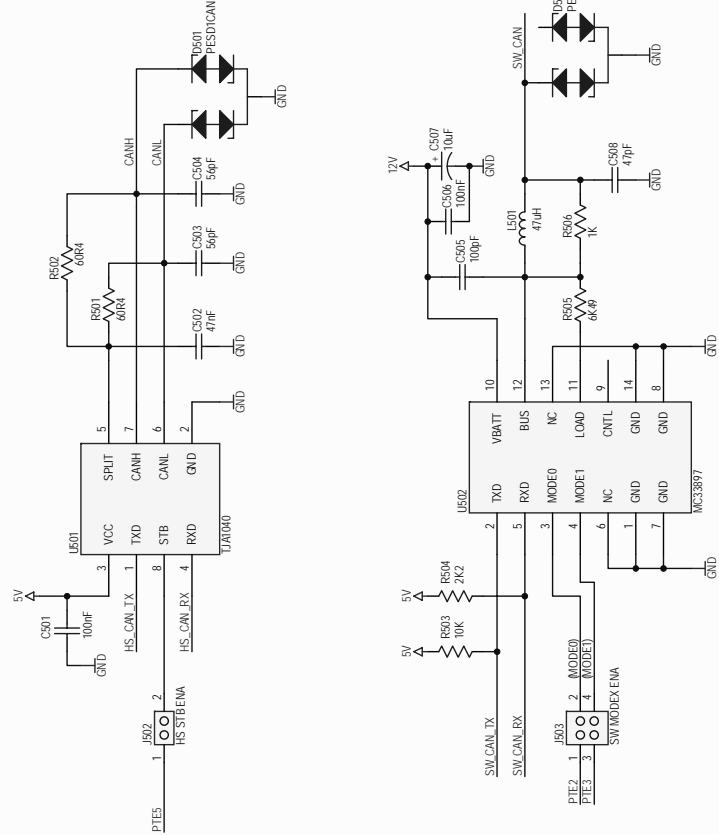 PTE5
1
J502
2
HS STB ENA
GND
C501
100nF
5V
HS_CAN_TX
HS_CAN_RX
3
1
8
4
U501
VCC
TXD
STB
RXD
SPLIT
CANH
CANL
GND
TJA1040
5
7
6
2
GND
C502
47nF
GND
R501
60R4
R502
60R4
C503
56pF
GND
C504
56pF
GND
CANH
CANL
D501
PESD1CAN
GND
PTE2
PTE3
1
3
J503
2
4
SW MODEX ENA
(MODE0)
(MODE1)
SW_CAN_TX
SW_CAN_RX
5V
R503
10K
5V
R504
2K2
GND
2
5
3
4
6
1
7
U502
TXD
RXD
MODE0
MODE1
NC
GND
GND
VBATT
BUS
NC
LOAD
CNTL
GND
GND
MC33897
10
12
13
11
9
14
8
GND
R505
6K49
R506
1K
C505
100pF
L501
47uH
C506
100nF
C507
10uF
+
12V
GND
C508
47pF
GND
SW_CAN
GND